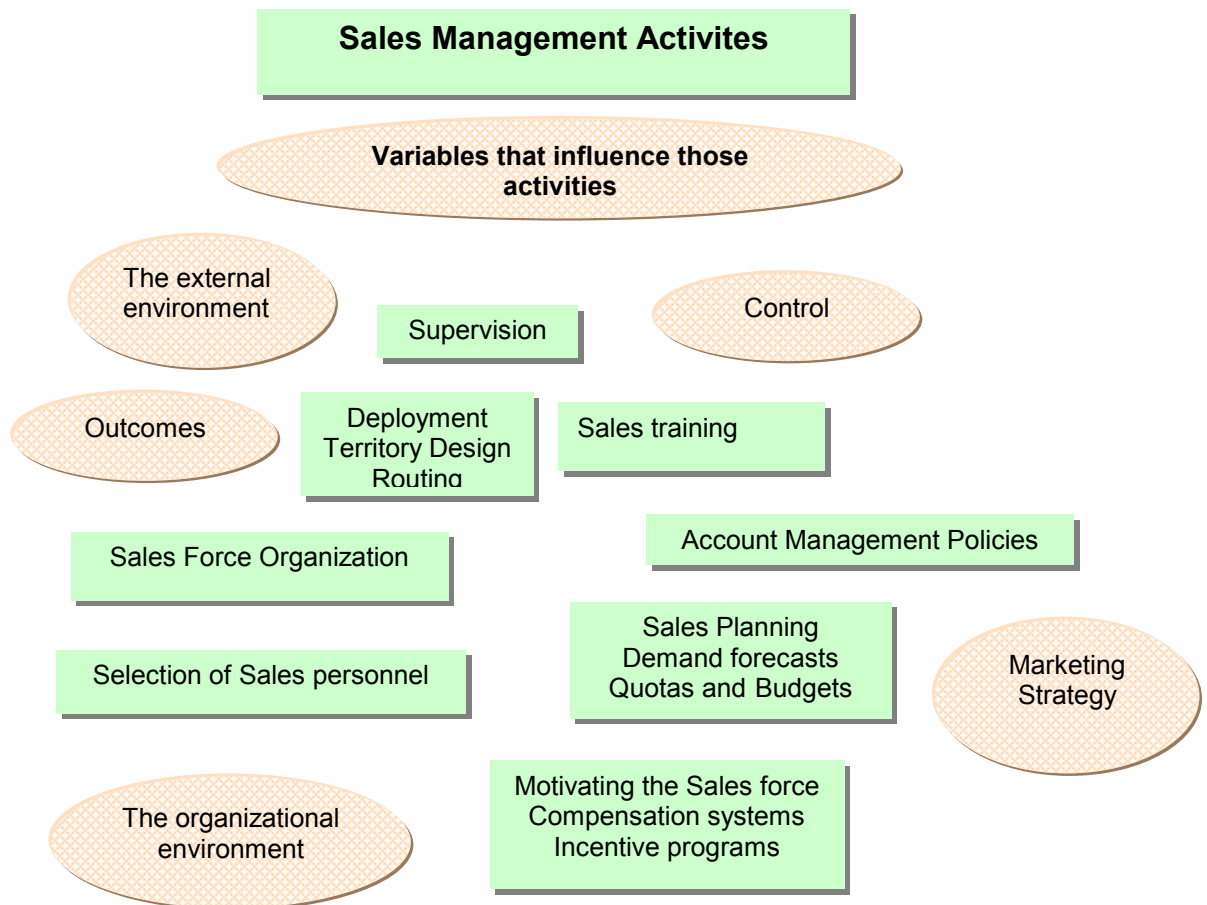 Sales Management Activites
Variables that influence those
activities
The external
environment
Control
Supervision
Outcomes
Deployment
Territory Design
Routing
Sales training
Account Management Policies
Sales Force Organization
Sales Planning
Demand forecasts
Quotas and Budgets
Marketing
Strategy
Selection of Sales personnel
Motivating the Sales force
Compensation systems
Incentive programs
The organizational
environment